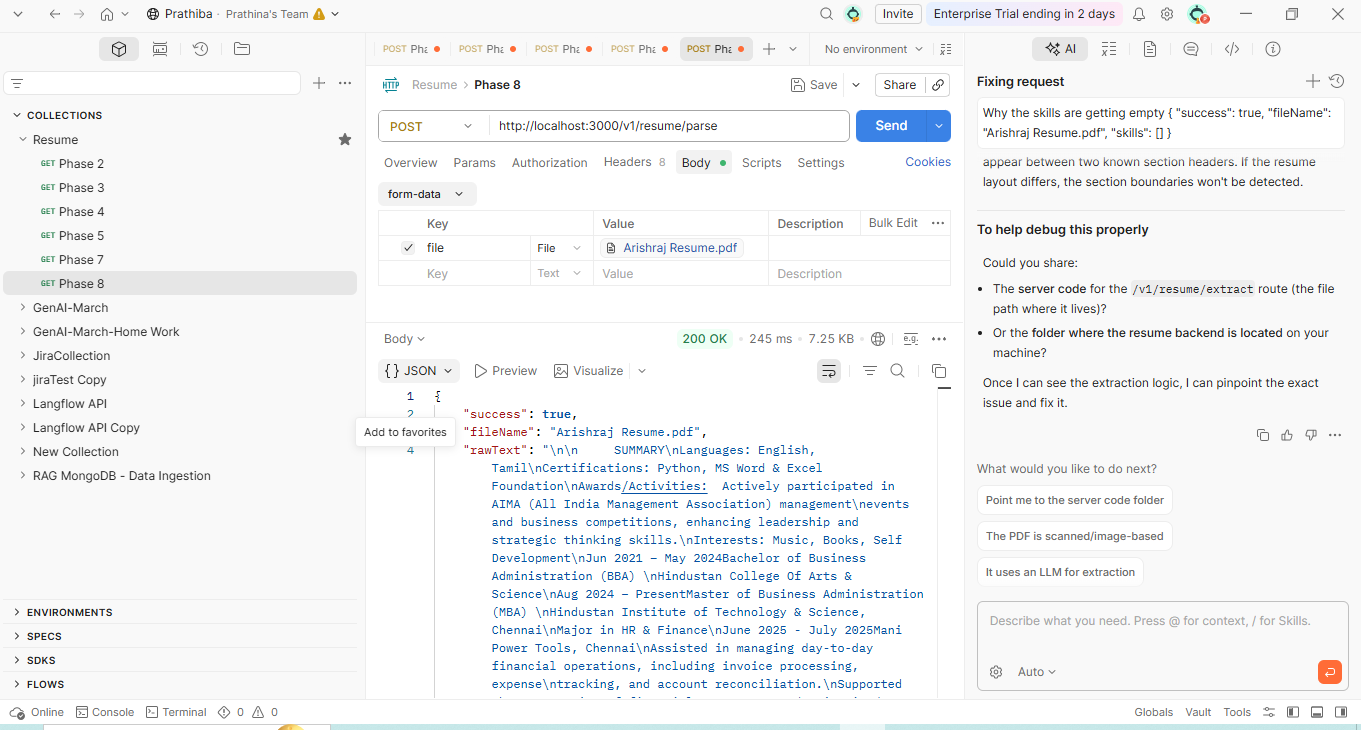 Prathiba · Prathina's Team
Invite
Enterprise Trial ending in 2 days
POST Pha
POST Pha
POST Pha
POST Pha
POST Pha
No environment
AI
COLLECTIONS
Resume
GET Phase 2
GET Phase 3
GET Phase 4
GET Phase 5
GET Phase 7
GET Phase 8
GenAI-March
GenAI-March-Home Work
JiraCollection
jiraTest Copy
Langflow API
Langflow API Copy
New Collection
RAG MongoDB - Data Ingestion
ENVIRONMENTS
SPECS
SDKS
FLOWS
HTTP
Resume > Phase 8
Save
Share
POST
http://localhost:3000/v1/resume/parse
Send
Overview Params Authorization Headers 8 Body Scripts Settings Cookies
form-data
Key Value Description Bulk Edit
file File Arishraj Resume.pdf
Key Text Value Description
Body 200 OK • 245 ms • 7.25 KB e.g.
{} JSON Preview Visualize
1 {
2 "success": true,
"fileName": "Arishraj Resume.pdf",
Add to favorites
4 "rawText": "\n\n    SUMMARY\nLanguages: English,
Tamil\nCertifications: Python, MS Word & Excel
Foundation\nAwards/Activities:  Actively participated in
AIMA (All India Management Association) management\nevents
and business competitions, enhancing leadership and
strategic thinking skills.\nInterests: Music, Books, Self
Development\nJun 2021 – May 2024Bachelor of Business
Administration (BBA) \nHindustan College Of Arts &
Science\nAug 2024 – PresentMaster of Business Administration
(MBA) \nHindustan Institute of Technology & Science,
Chennai\nMajor in HR & Finance\nJune 2025 - July 2025Mani
Power Tools, Chennai\nAssisted in managing day-to-day
financial operations, including invoice processing,
expense\ntracking, and account reconciliation.\nSupported
Fixing request
Why the skills are getting empty { "success": true, "fileName":
"Arishraj Resume.pdf", "skills": [] }
appear between two known section headers. If the resume
layout differs, the section boundaries won't be detected.
To help debug this properly
Could you share:
• The server code for the /v1/resume/extract route (the file
path where it lives)?
• Or the folder where the resume backend is located on your
machine?
Once I can see the extraction logic, I can pinpoint the exact
issue and fix it.
What would you like to do next?
Point me to the server code folder
The PDF is scanned/image-based
It uses an LLM for extraction
Describe what you need. Press @ for context, / for Skills.
Auto
Online Console Terminal 0 0
Globals Vault Tools